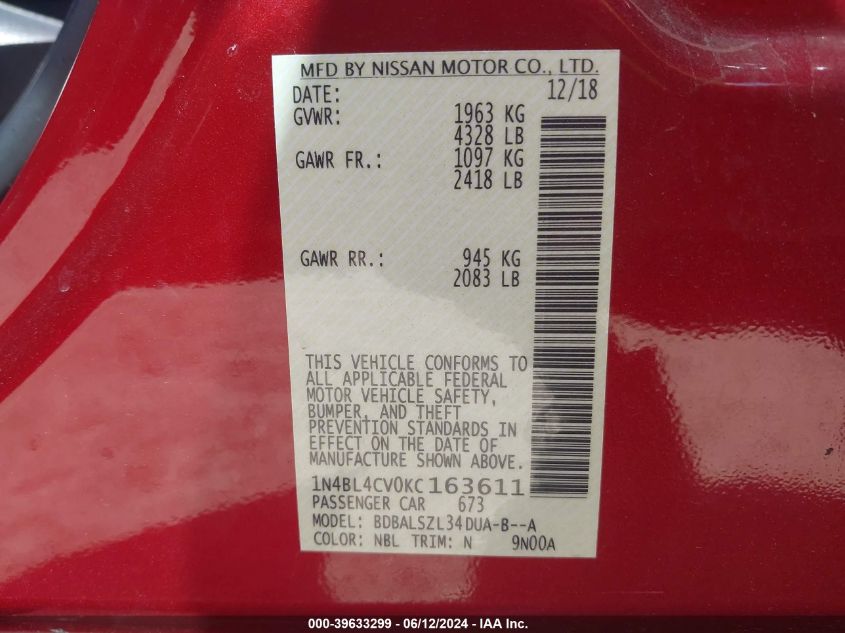 MFD BY NISSAN MOTOR CO., LTD.
DATE: 12/18
GVWR: 1963 KG
4328 LB
GAWR FR.: 1097 KG
2418 LB
GAWR RR.: 945 KG
2083 LB
THIS VEHICLE CONFORMS TO
ALL APPLICABLE FEDERAL
MOTOR VEHICLE SAFETY,
BUMPER, AND THEFT
PREVENTION STANDARDS IN
EFFECT ON THE DATE OF
MANUFACTURE SHOWN ABOVE.
1N4BL4CV0KC163611
PASSENGER CAR 673
MODEL: BDBALSZL34DUA-B--A
COLOR: NBL TRIM: N 9N00A
000-39633299 - 06/12/2024 - IAA Inc.